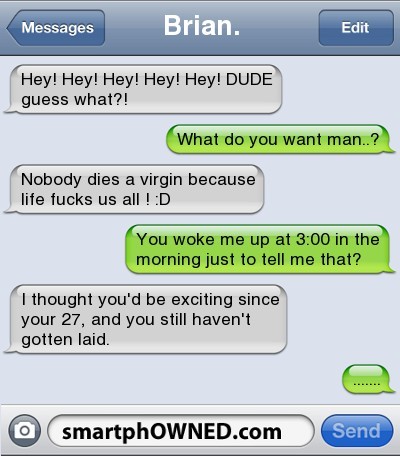 Messages
Brian.
Edit
Hey! Hey! Hey! Hey! Hey! DUDE
guess what?!
What do you want man..?
Nobody dies a virgin because
life fucks us all ! :D
You woke me up at 3:00 in the
morning just to tell me that?
I thought you'd be exciting since
your 27, and you still haven't
gotten laid.
.......
smartphOWNED.com
Send